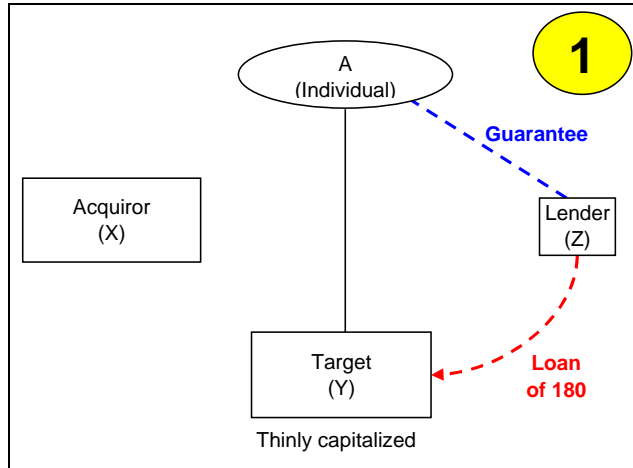 1
A
(Individual)
Guarantee
Acquiror
(X)
Lender
(Z)
Target
(Y)
Loan
of 180
Thinly capitalized